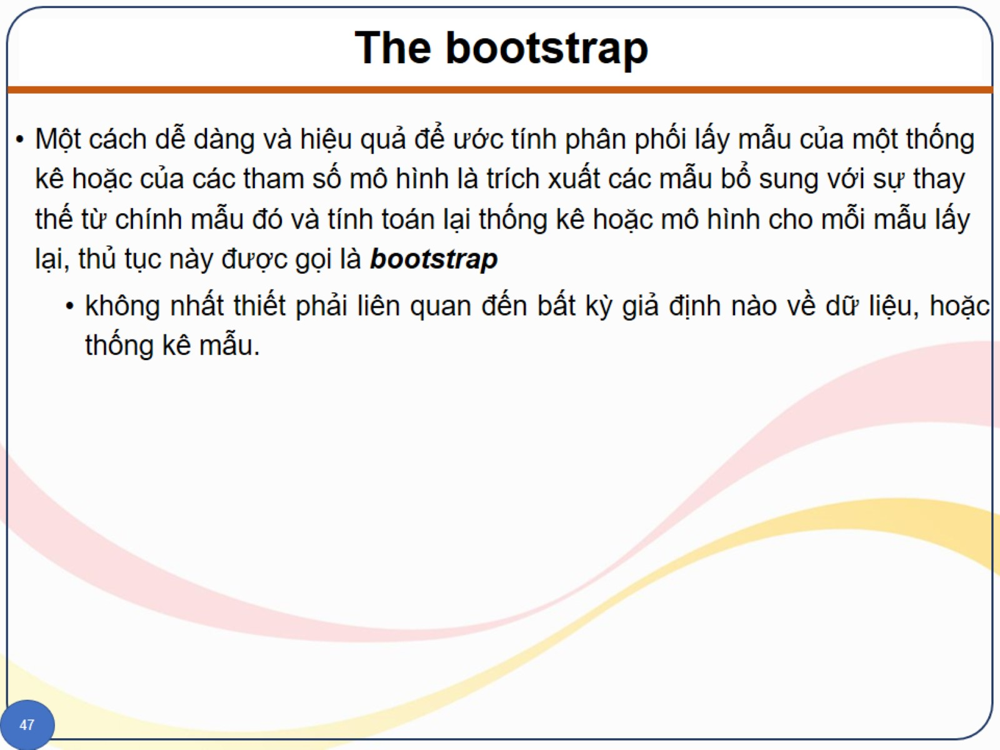 The bootstrap
• Một cách dễ dàng và hiệu quả để ước tính phân phối lấy mẫu của một thống
kê hoặc của các tham số mô hình là trích xuất các mẫu bổ sung với sự thay
thế từ chính mẫu đó và tính toán lại thống kê hoặc mô hình cho mỗi mẫu lấy
lại, thủ tục này được gọi là bootstrap
• không nhất thiết phải liên quan đến bất kỳ giả định nào về dữ liệu, hoặc
thống kê mẫu.
47